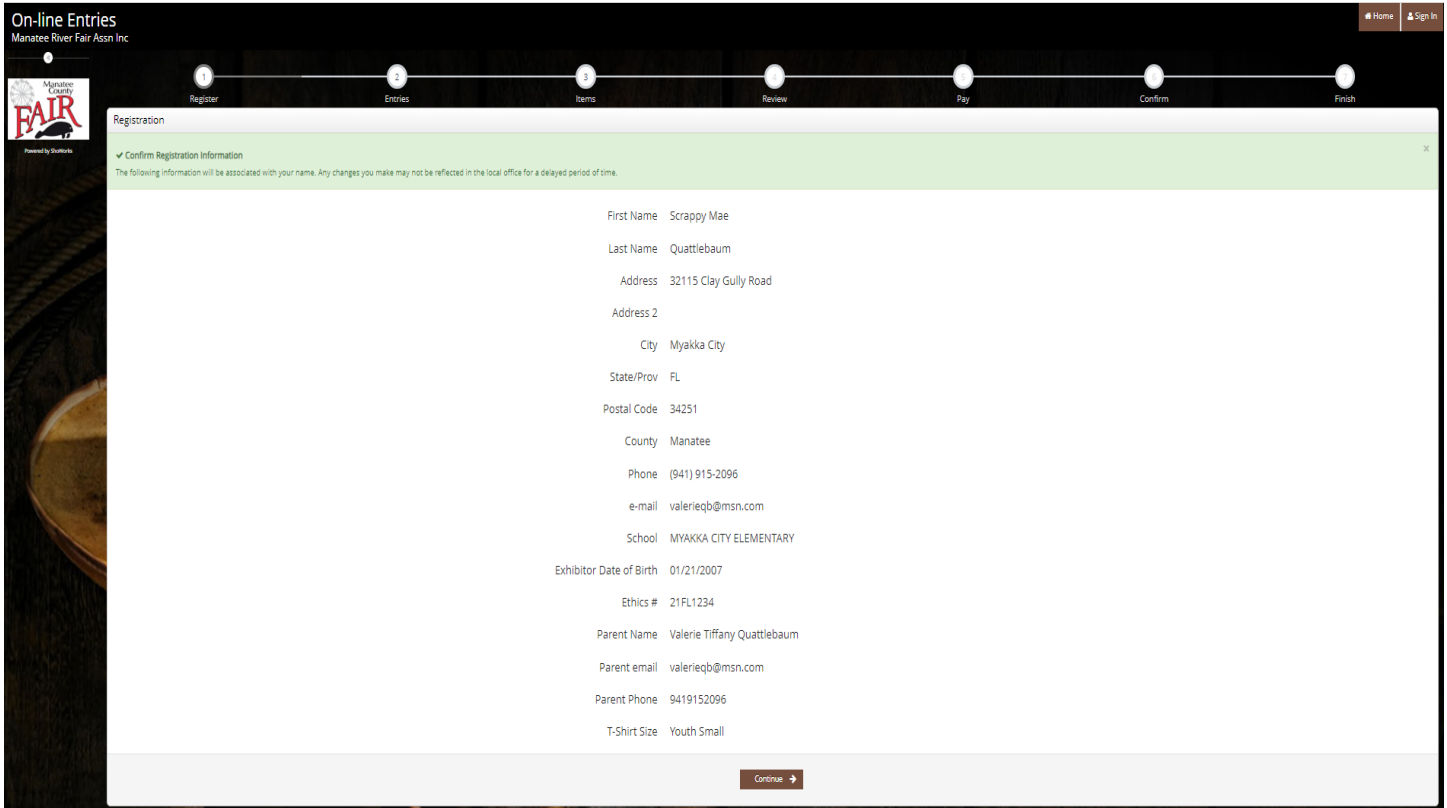 On-line Entries
Manatee River Fair Assn Inc
Home
Sign In
0
Manatee
County
FAIR
Powered by ShoWorks
1
2
3
4
5
6
7
Register
Entries
Items
Review
Pay
Confirm
Finish
Registration
Confirm Registration Information
x
The following information will be associated with your name. Any changes you make may not be reflected in the local office for a delayed period of time.
First Name Scrappy Mae
Last Name Quattlebaum
Address 32115 Clay Gully Road
Address 2
City Myakka City
State/Prov FL
Postal Code 34251
County Manatee
Phone (941) 915-2096
e-mail valerieqb@msn.com
School MYAKKA CITY ELEMENTARY
Exhibitor Date of Birth 01/21/2007
Ethics # 21FL1234
Parent Name Valerie Tiffany Quattlebaum
Parent email valerieqb@msn.com
Parent Phone 9419152096
T-Shirt Size Youth Small
Continue